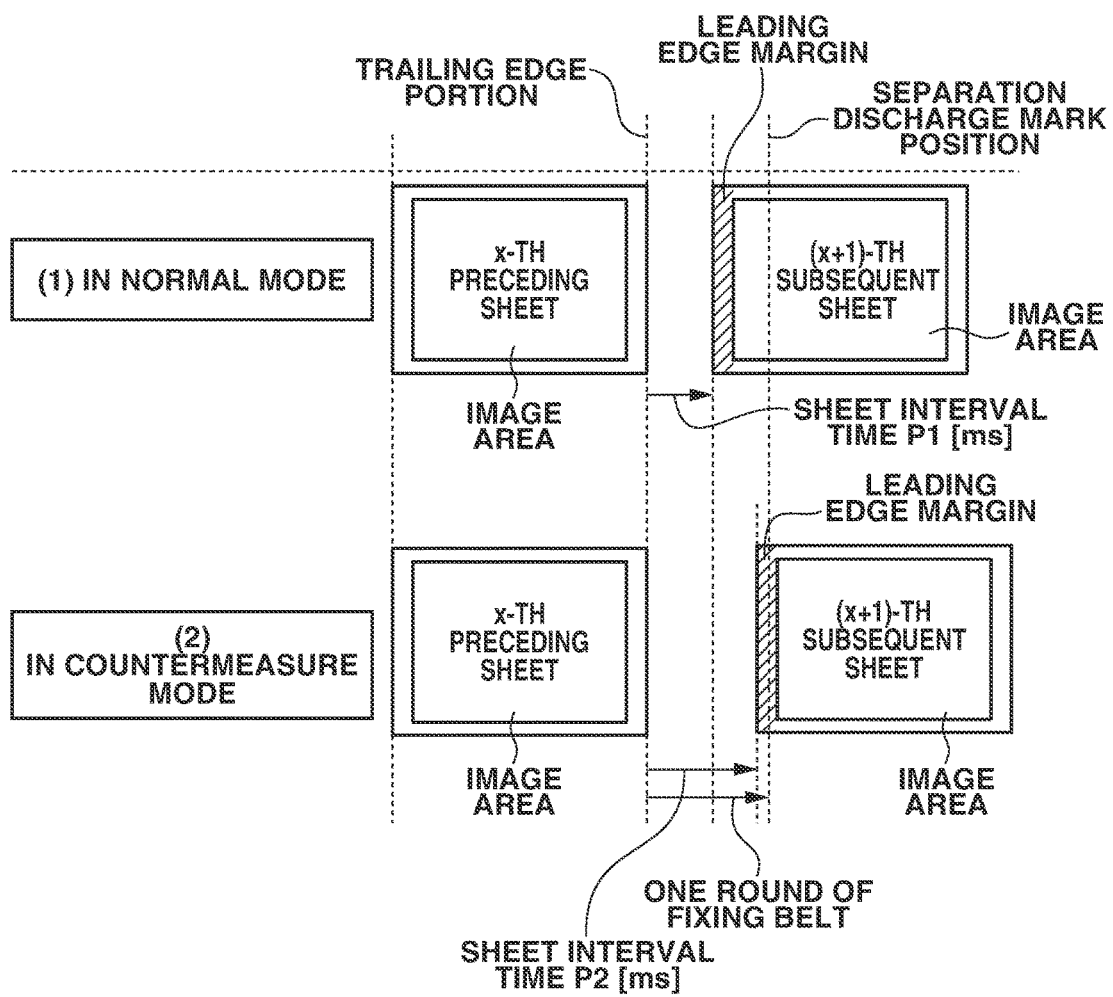 LEADING
EDGE MARGIN
TRAILING EDGE
PORTION
SEPARATION
DISCHARGE MARK
POSITION
(1) IN NORMAL MODE
x-TH
PRECEDING
SHEET
(x+1)-TH
SUBSEQUENT
SHEET
IMAGE
AREA
IMAGE
AREA
SHEET INTERVAL
TIME P1 [ms]
LEADING
EDGE MARGIN
(2)
IN COUNTERMEASURE
MODE
x-TH
PRECEDING
SHEET
(x+1)-TH
SUBSEQUENT
SHEET
IMAGE
AREA
IMAGE
AREA
ONE ROUND OF
FIXING BELT
SHEET INTERVAL
TIME P2 [ms]